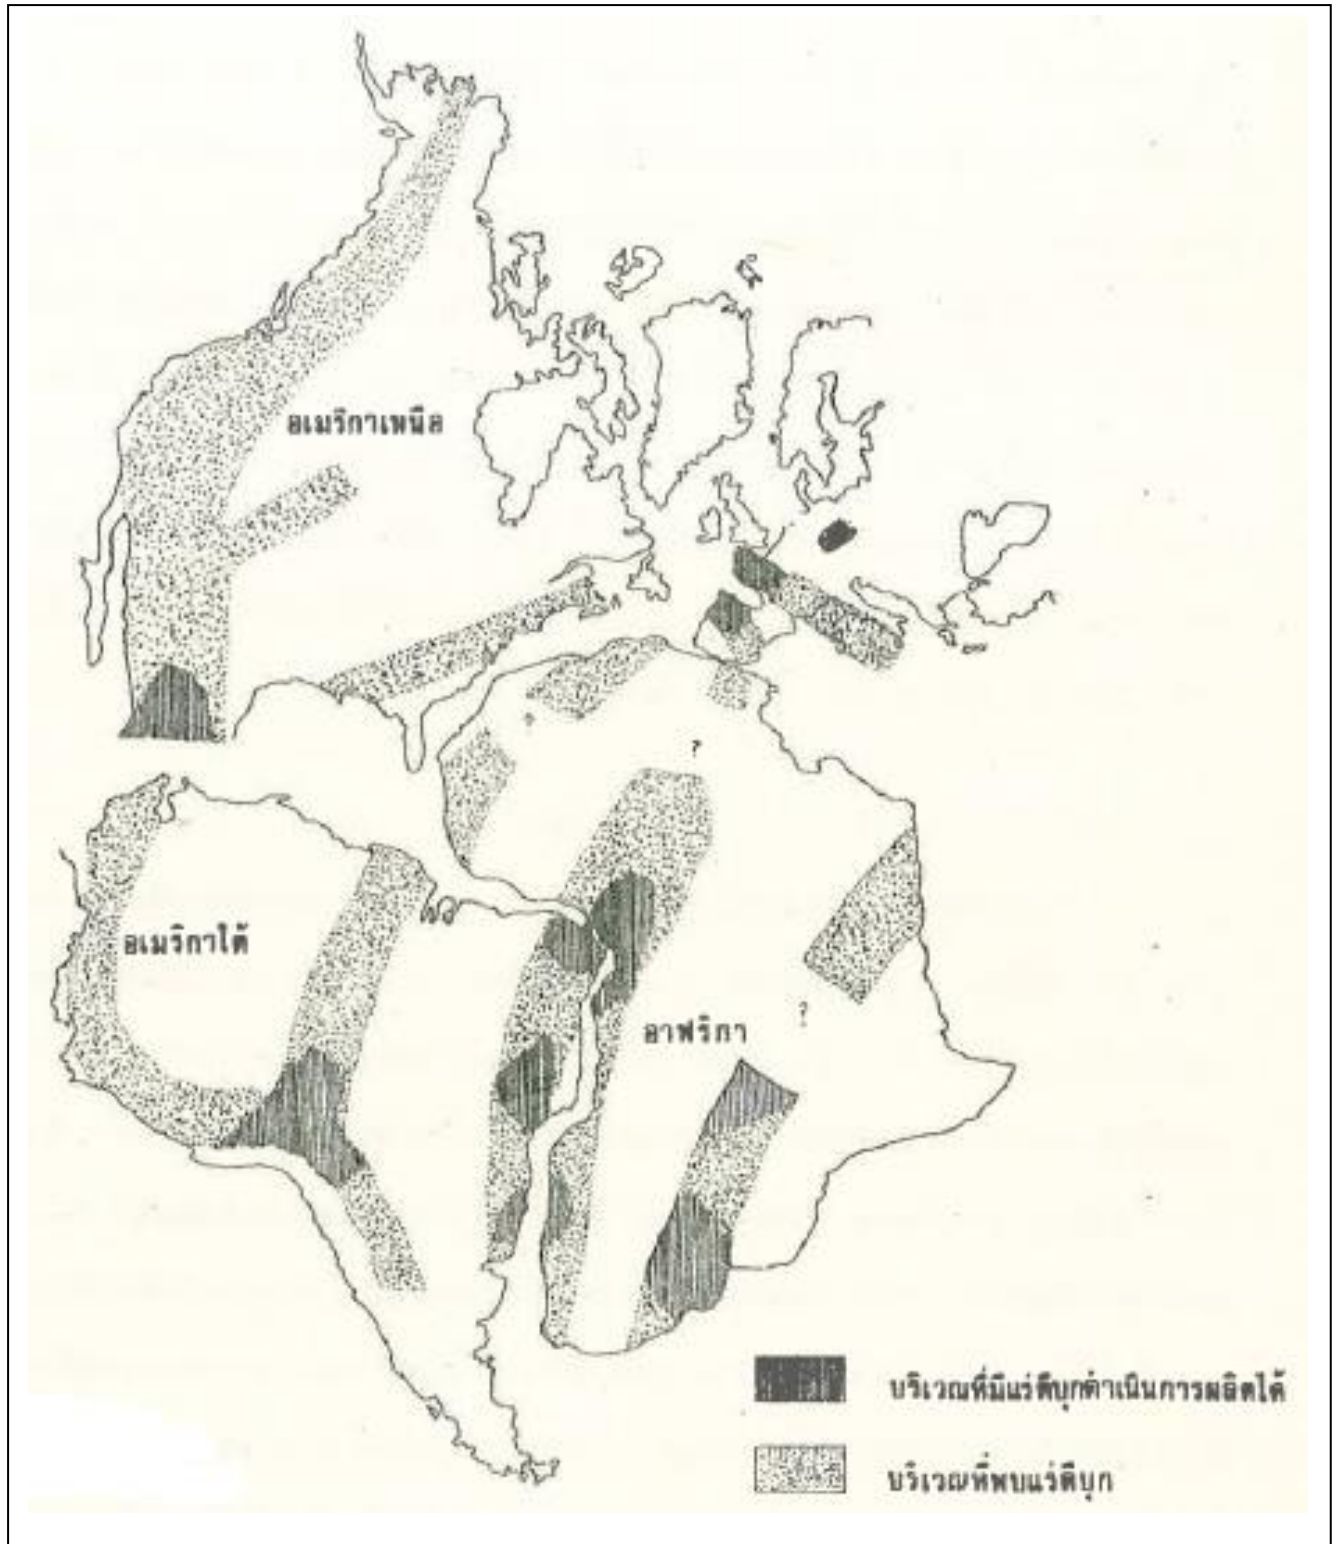 อเมริกาเหนือ
?
?
อเมริกาใต้
อาฟริกา
?
บริเวณที่มีแร่ดีบุกดำเนินการผลิตได้
บริเวณที่พบแร่ดีบุก